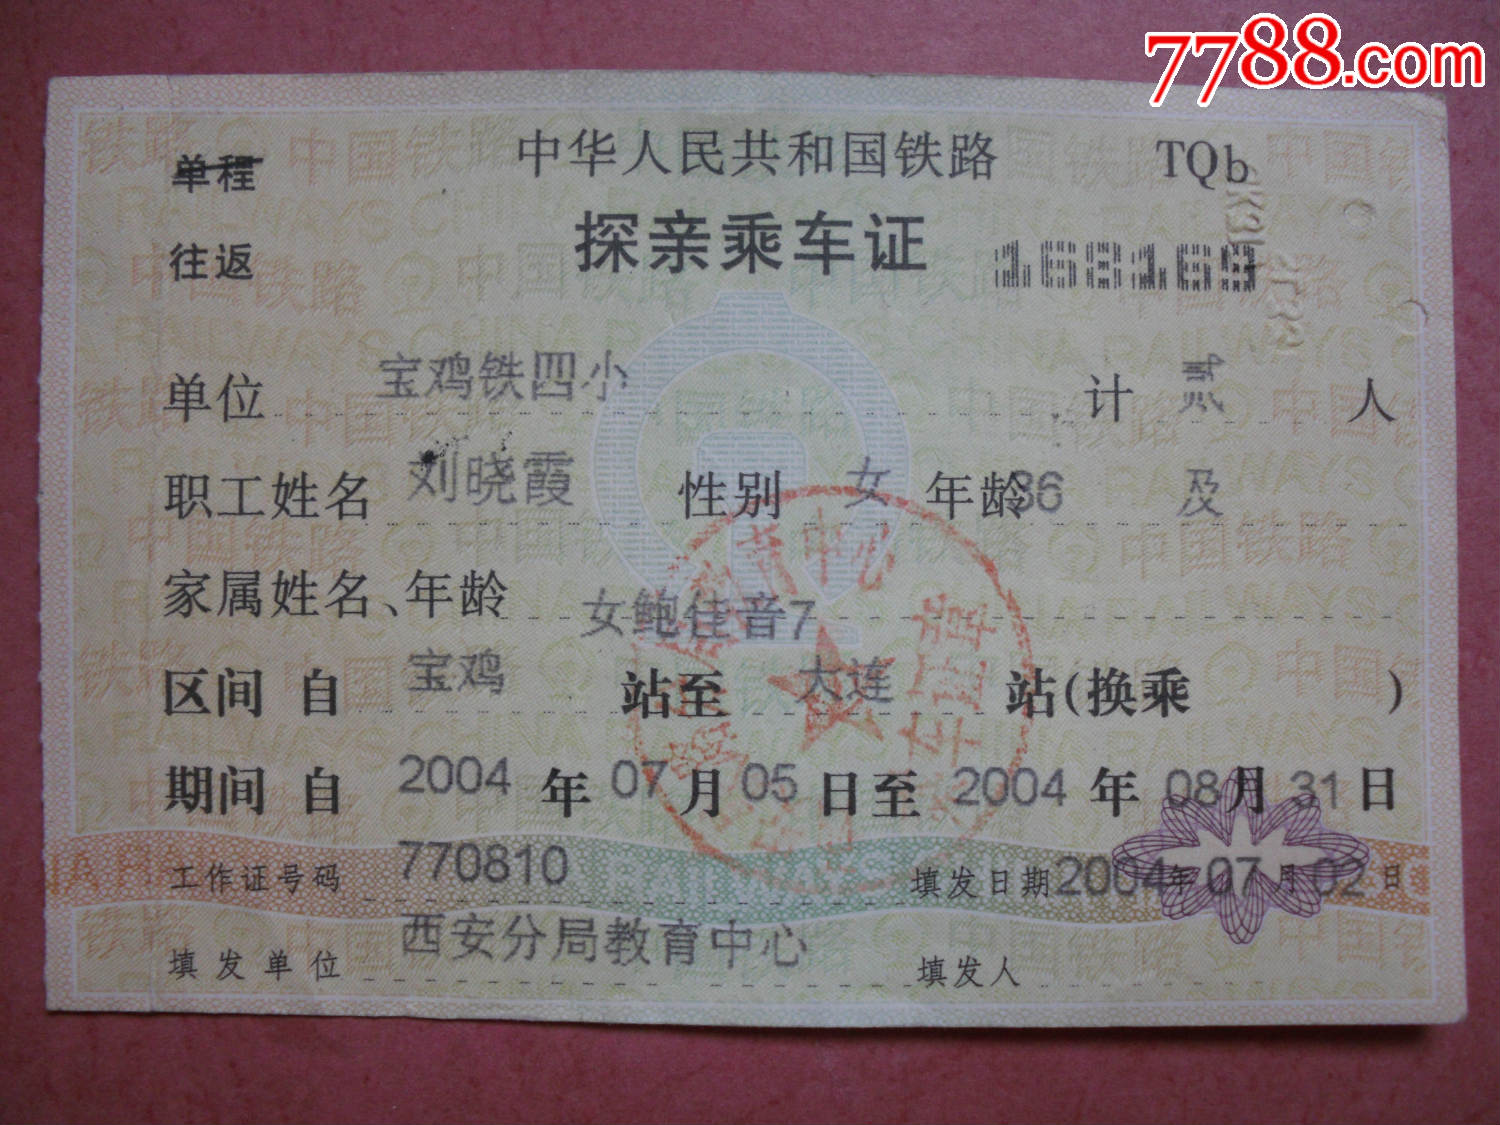 7788.com
中华人民共和国铁路 TQb
单程
探亲乘车证
往返 168169
单位 宝鸡铁四小 计 贰 人
职工姓名 刘晓霞 性别 女 年龄 36 及
家属姓名、年龄 女鲍佳音7
区间 自 宝鸡 站至 大连 站(换乘 )
期间 自 2004 年 07 月 05 日至 2004 年 08 月 31 日
工作证号码 770810 填发日期 2004 年 07 月 02 日
填发单位 西安分局教育中心 填发人